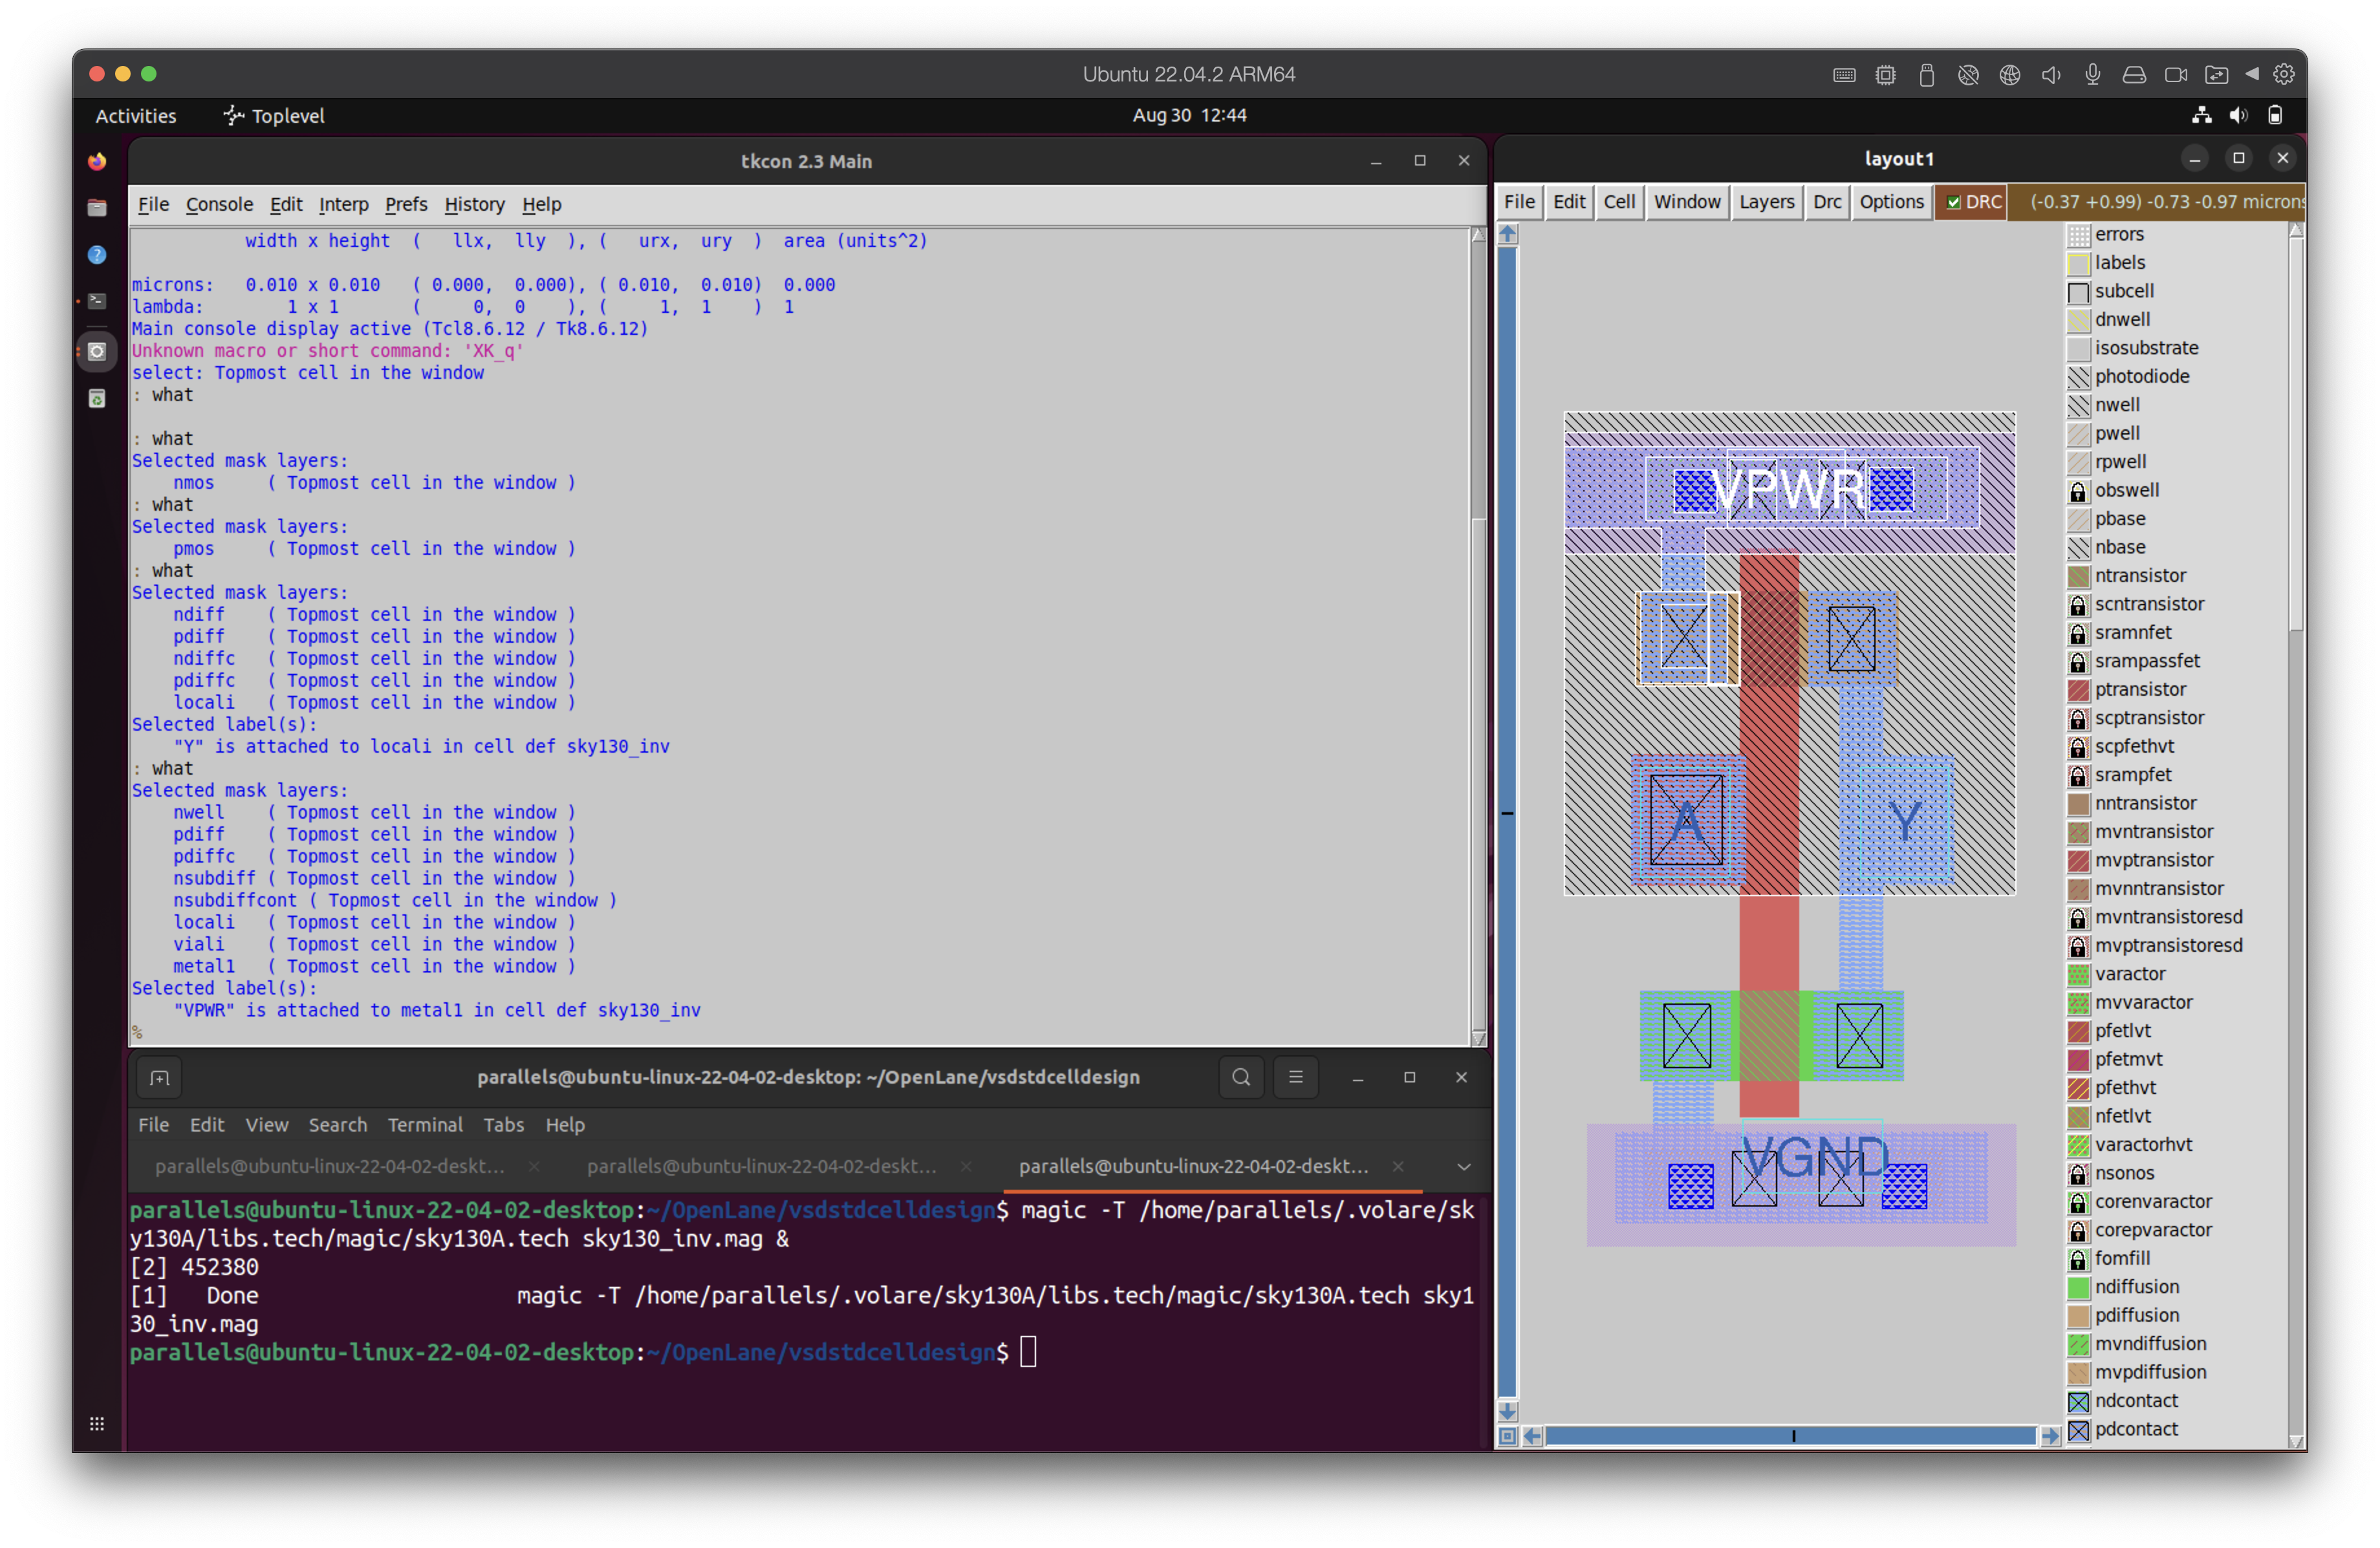 Ubuntu 22.04.2 ARM64
Activities Toplevel Aug 30 12:44
tkcon 2.3 Main
File Console Edit Interp Prefs History Help
width x height ( llx, lly ), ( urx, ury ) area (units^2)
microns: 0.010 x 0.010 ( 0.000, 0.000), ( 0.010, 0.010) 0.000
lambda: 1 x 1 ( 0, 0 ), ( 1, 1 ) 1
Main console display active (Tcl8.6.12 / Tk8.6.12)
Unknown macro or short command: 'XK_q'
select: Topmost cell in the window
: what
: what
Selected mask layers:
nmos ( Topmost cell in the window )
: what
Selected mask layers:
pmos ( Topmost cell in the window )
: what
Selected mask layers:
ndiff ( Topmost cell in the window )
pdiff ( Topmost cell in the window )
ndiffc ( Topmost cell in the window )
pdiffc ( Topmost cell in the window )
locali ( Topmost cell in the window )
Selected label(s):
"Y" is attached to locali in cell def sky130_inv
: what
Selected mask layers:
nwell ( Topmost cell in the window )
pdiff ( Topmost cell in the window )
pdiffc ( Topmost cell in the window )
nsubdiff ( Topmost cell in the window )
nsubdiffcont ( Topmost cell in the window )
locali ( Topmost cell in the window )
viali ( Topmost cell in the window )
metal1 ( Topmost cell in the window )
Selected label(s):
"VPWR" is attached to metal1 in cell def sky130_inv
%
parallels@ubuntu-linux-22-04-02-desktop: ~/OpenLane/vsdstdcelldesign
File Edit View Search Terminal Tabs Help
parallels@ubuntu-linux-22-04-02-deskt... parallels@ubuntu-linux-22-04-02-deskt... parallels@ubuntu-linux-22-04-02-deskt...
parallels@ubuntu-linux-22-04-02-desktop:~/OpenLane/vsdstdcelldesign$ magic -T /home/parallels/.volare/sk
y130A/libs.tech/magic/sky130A.tech sky130_inv.mag &
[2] 452380
[1] Done magic -T /home/parallels/.volare/sky130A/libs.tech/magic/sky130A.tech sky1
30_inv.mag
parallels@ubuntu-linux-22-04-02-desktop:~/OpenLane/vsdstdcelldesign$
layout1
File Edit Cell Window Layers Drc Options DRC (-0.37 +0.99) -0.73 -0.97 microns
VPWR
A
Y
VGND
errors
labels
subcell
dnwell
isosubstrate
photodiode
nwell
pwell
rpwell
obswell
pbase
nbase
ntransistor
scntransistor
sramnfet
srampassfet
ptransistor
scptransistor
scpfethvt
srampfet
nntransistor
mvntransistor
mvptransistor
mvnntransistor
mvntransistoresd
mvptransistoresd
varactor
mvvaractor
pfetlvt
pfetmvt
pfethvt
nfetlvt
varactorhvt
nsonos
corenvaractor
corepvaractor
fomfill
ndiffusion
pdiffusion
mvndiffusion
mvpdiffusion
ndcontact
pdcontact